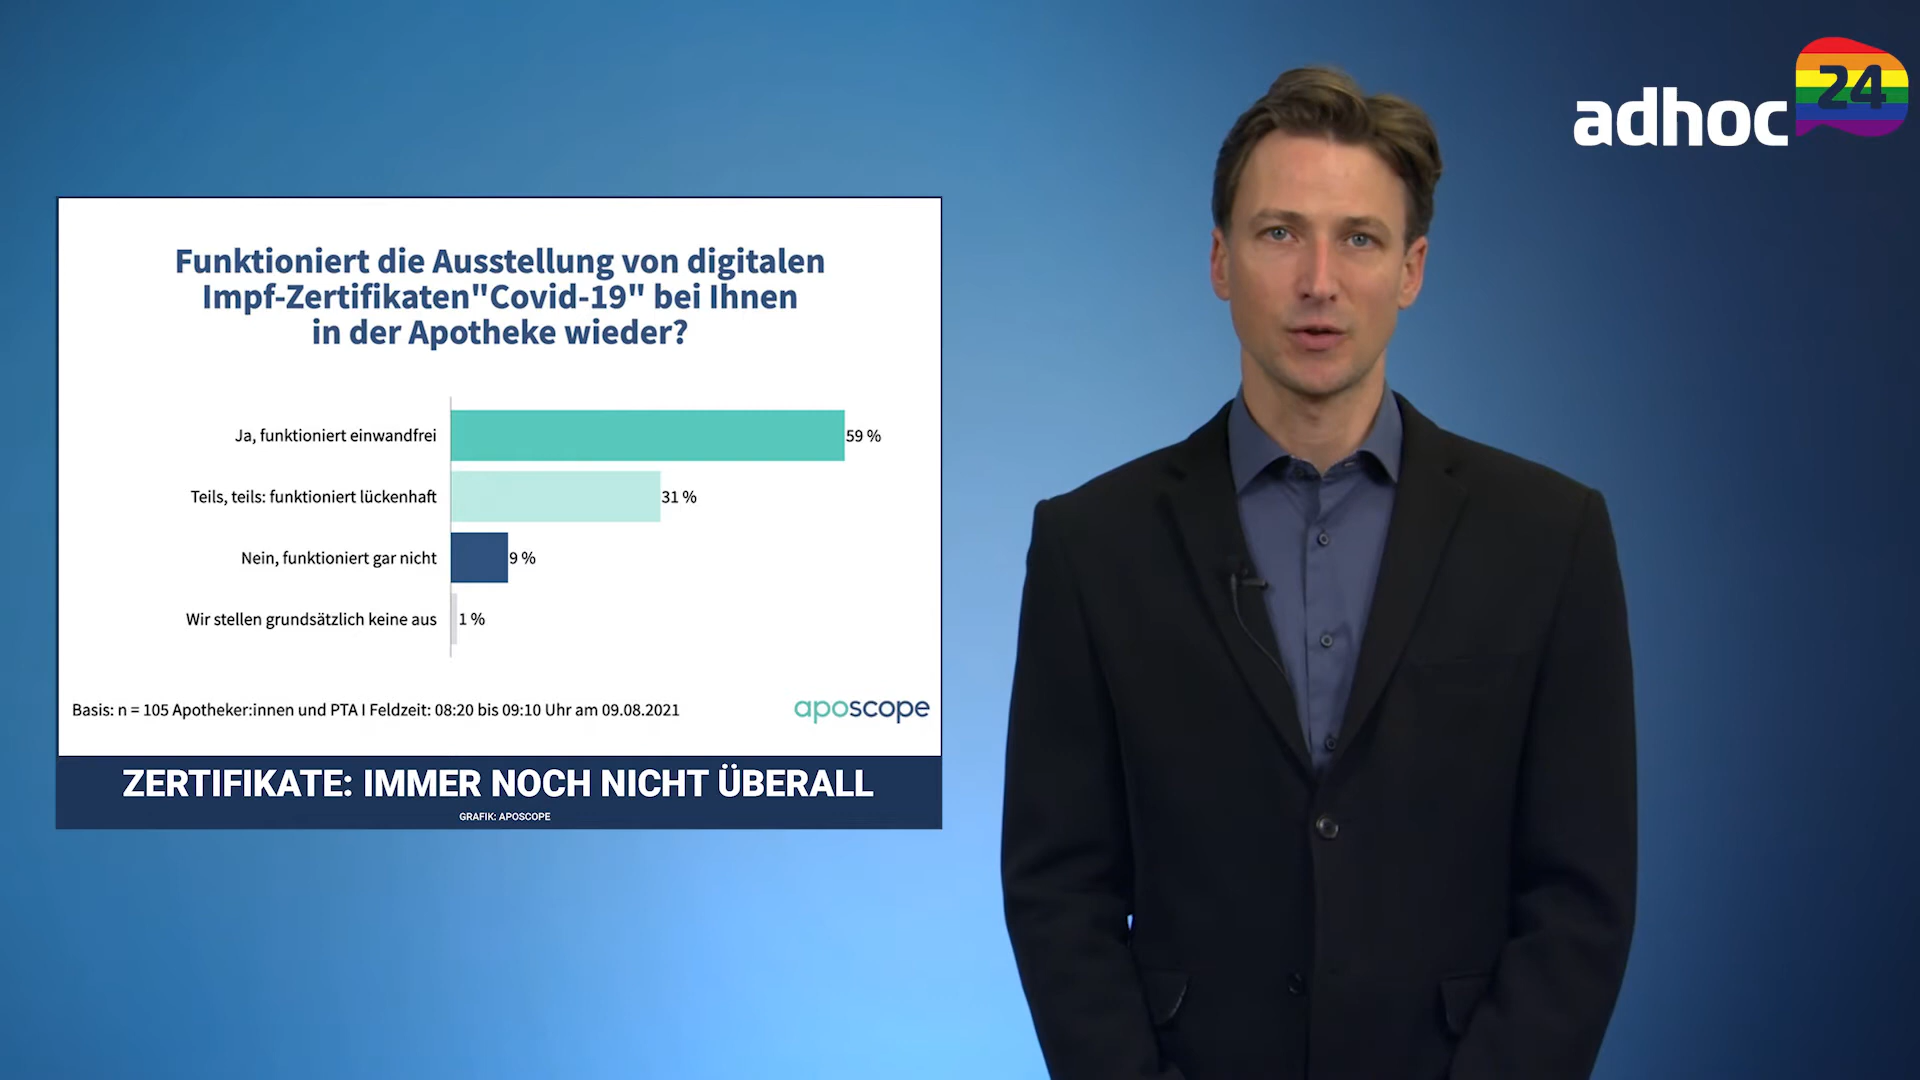 adhoc 24
Funktioniert die Ausstellung von digitalen
Impf-Zertifikaten"Covid-19" bei Ihnen
in der Apotheke wieder?
Ja, funktioniert einwandfrei 59 %
Teils, teils: funktioniert lückenhaft 31 %
Nein, funktioniert gar nicht 9 %
Wir stellen grundsätzlich keine aus 1 %
Basis: n = 105 Apotheker:innen und PTA I Feldzeit: 08:20 bis 09:10 Uhr am 09.08.2021
aposcope
ZERTIFIKATE: IMMER NOCH NICHT ÜBERALL
GRAFIK: APOSCOPE